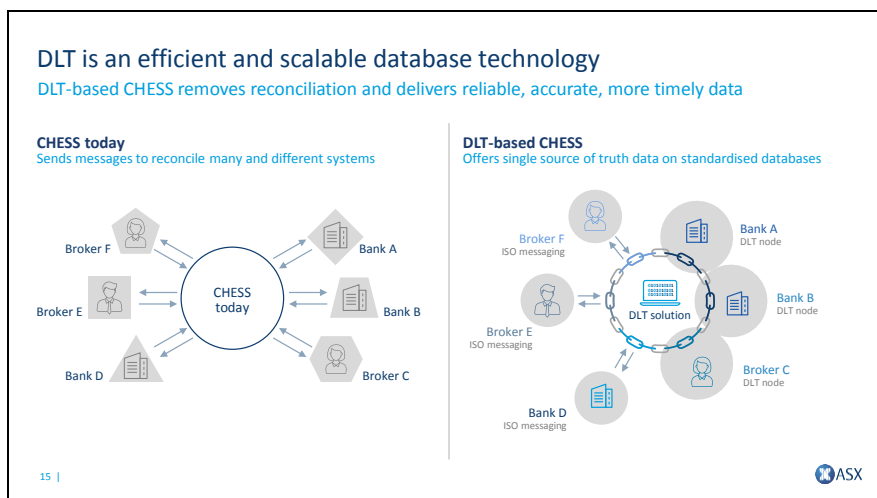 DLT is an efficient and scalable database technology
DLT-based CHESS removes reconciliation and delivers reliable, accurate, more timely data
CHESS today
Sends messages to reconcile many and different systems
Broker F
Bank A
Broker E
CHESS
today
Bank B
Bank D
Broker C
DLT-based CHESS
Offers single source of truth data on standardised databases
Broker F
ISO messaging
Bank A
DLT node
Broker E
ISO messaging
DLT solution
Bank B
DLT node
Bank D
ISO messaging
Broker C
DLT node
15 |
ASX